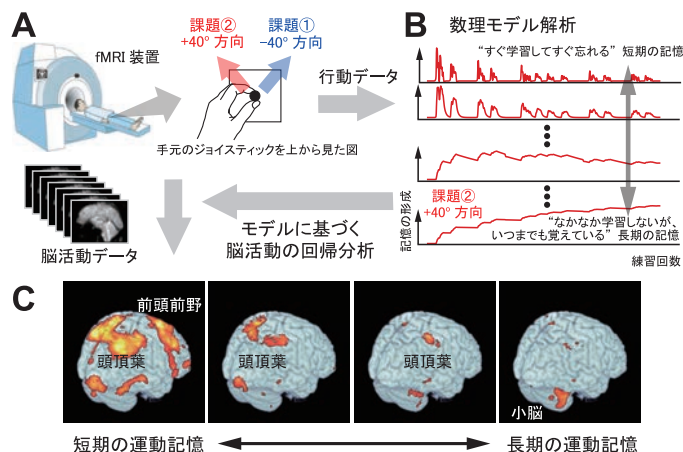 A
fMRI 装置
課題②
+40° 方向
課題①
−40° 方向
行動データ
手元のジョイスティックを上から見た図
脳活動データ
モデルに基づく
脳活動の回帰分析
B 数理モデル解析
“すぐ学習してすぐ忘れる” 短期の記憶
記憶の形成
課題②
+40° 方向
“なかなか学習しないが、
いつまでも覚えている” 長期の記憶
練習回数
C
前頭前野
頭頂葉
頭頂葉
頭頂葉
小脳
短期の運動記憶
長期の運動記憶